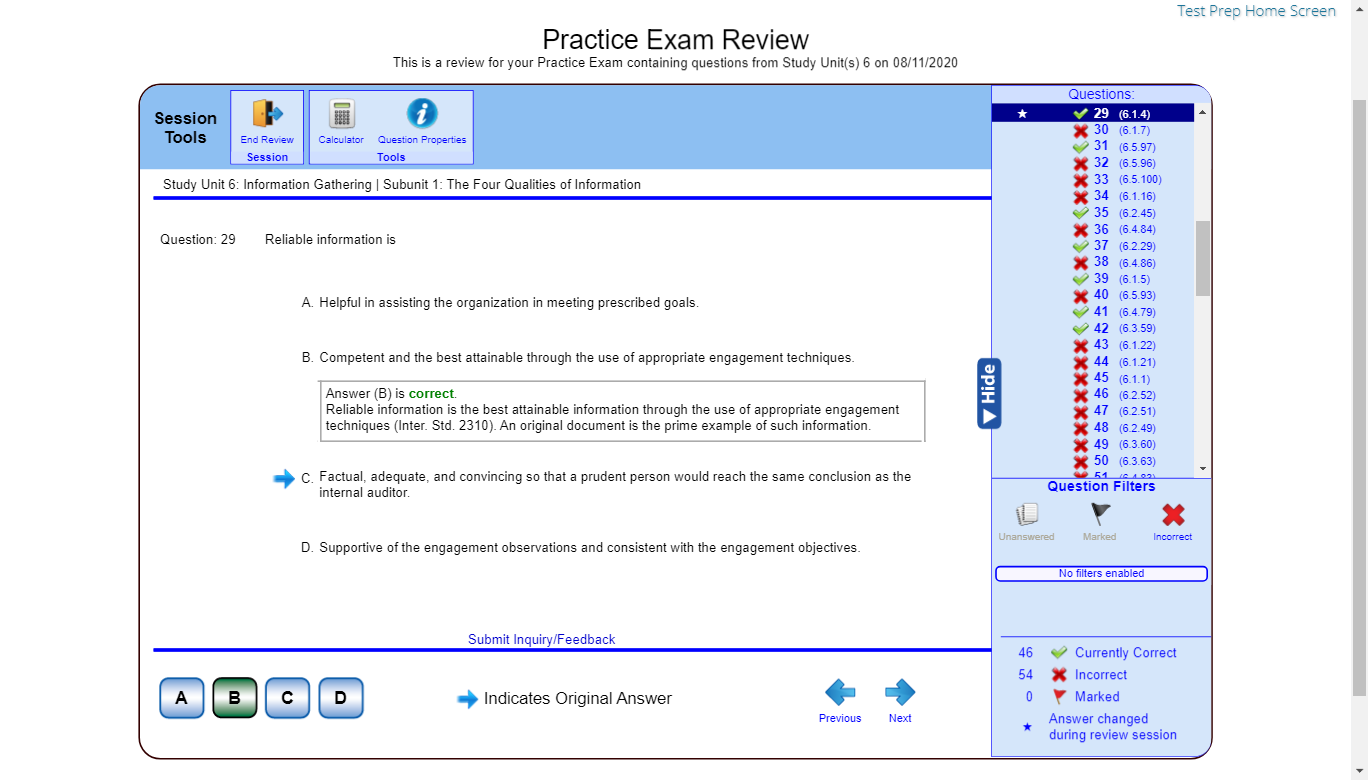 Test Prep Home Screen
Practice Exam Review
This is a review for your Practice Exam containing questions from Study Unit(s) 6 on 08/11/2020
Session
Tools
End Review
Session
Calculator
Question Properties
Tools
Study Unit 6: Information Gathering | Subunit 1: The Four Qualities of Information
Question: 29
Reliable information is
A. Helpful in assisting the organization in meeting prescribed goals.
B. Competent and the best attainable through the use of appropriate engagement techniques.
Answer (B) is correct.
Reliable information is the best attainable information through the use of appropriate engagement
techniques (Inter. Std. 2310). An original document is the prime example of such information.
C. Factual, adequate, and convincing so that a prudent person would reach the same conclusion as the
internal auditor.
D. Supportive of the engagement observations and consistent with the engagement objectives.
Submit Inquiry/Feedback
A
B
C
D
Indicates Original Answer
Previous
Next
Hide
Questions:
29 (6.1.4)
30 (6.1.7)
31 (6.5.97)
32 (6.5.96)
33 (6.5.100)
34 (6.1.16)
35 (6.2.45)
36 (6.4.84)
37 (6.2.29)
38 (6.4.86)
39 (6.1.5)
40 (6.5.93)
41 (6.4.79)
42 (6.3.59)
43 (6.1.22)
44 (6.1.21)
45 (6.1.1)
46 (6.2.52)
47 (6.2.51)
48 (6.2.49)
49 (6.3.60)
50 (6.3.63)
Question Filters
Unanswered
Marked
Incorrect
No filters enabled
46 Currently Correct
54 Incorrect
0 Marked
Answer changed
during review session